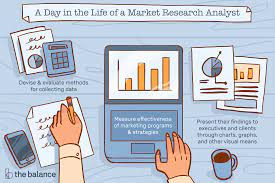 A Day in the Life of a Market Research Analyst
Devise & evaluate methods
for collecting data
Measure effectiveness
of marketing programs
& strategies
Present their findings to
executives and clients
through charts, graphs,
and other visual means
the balance